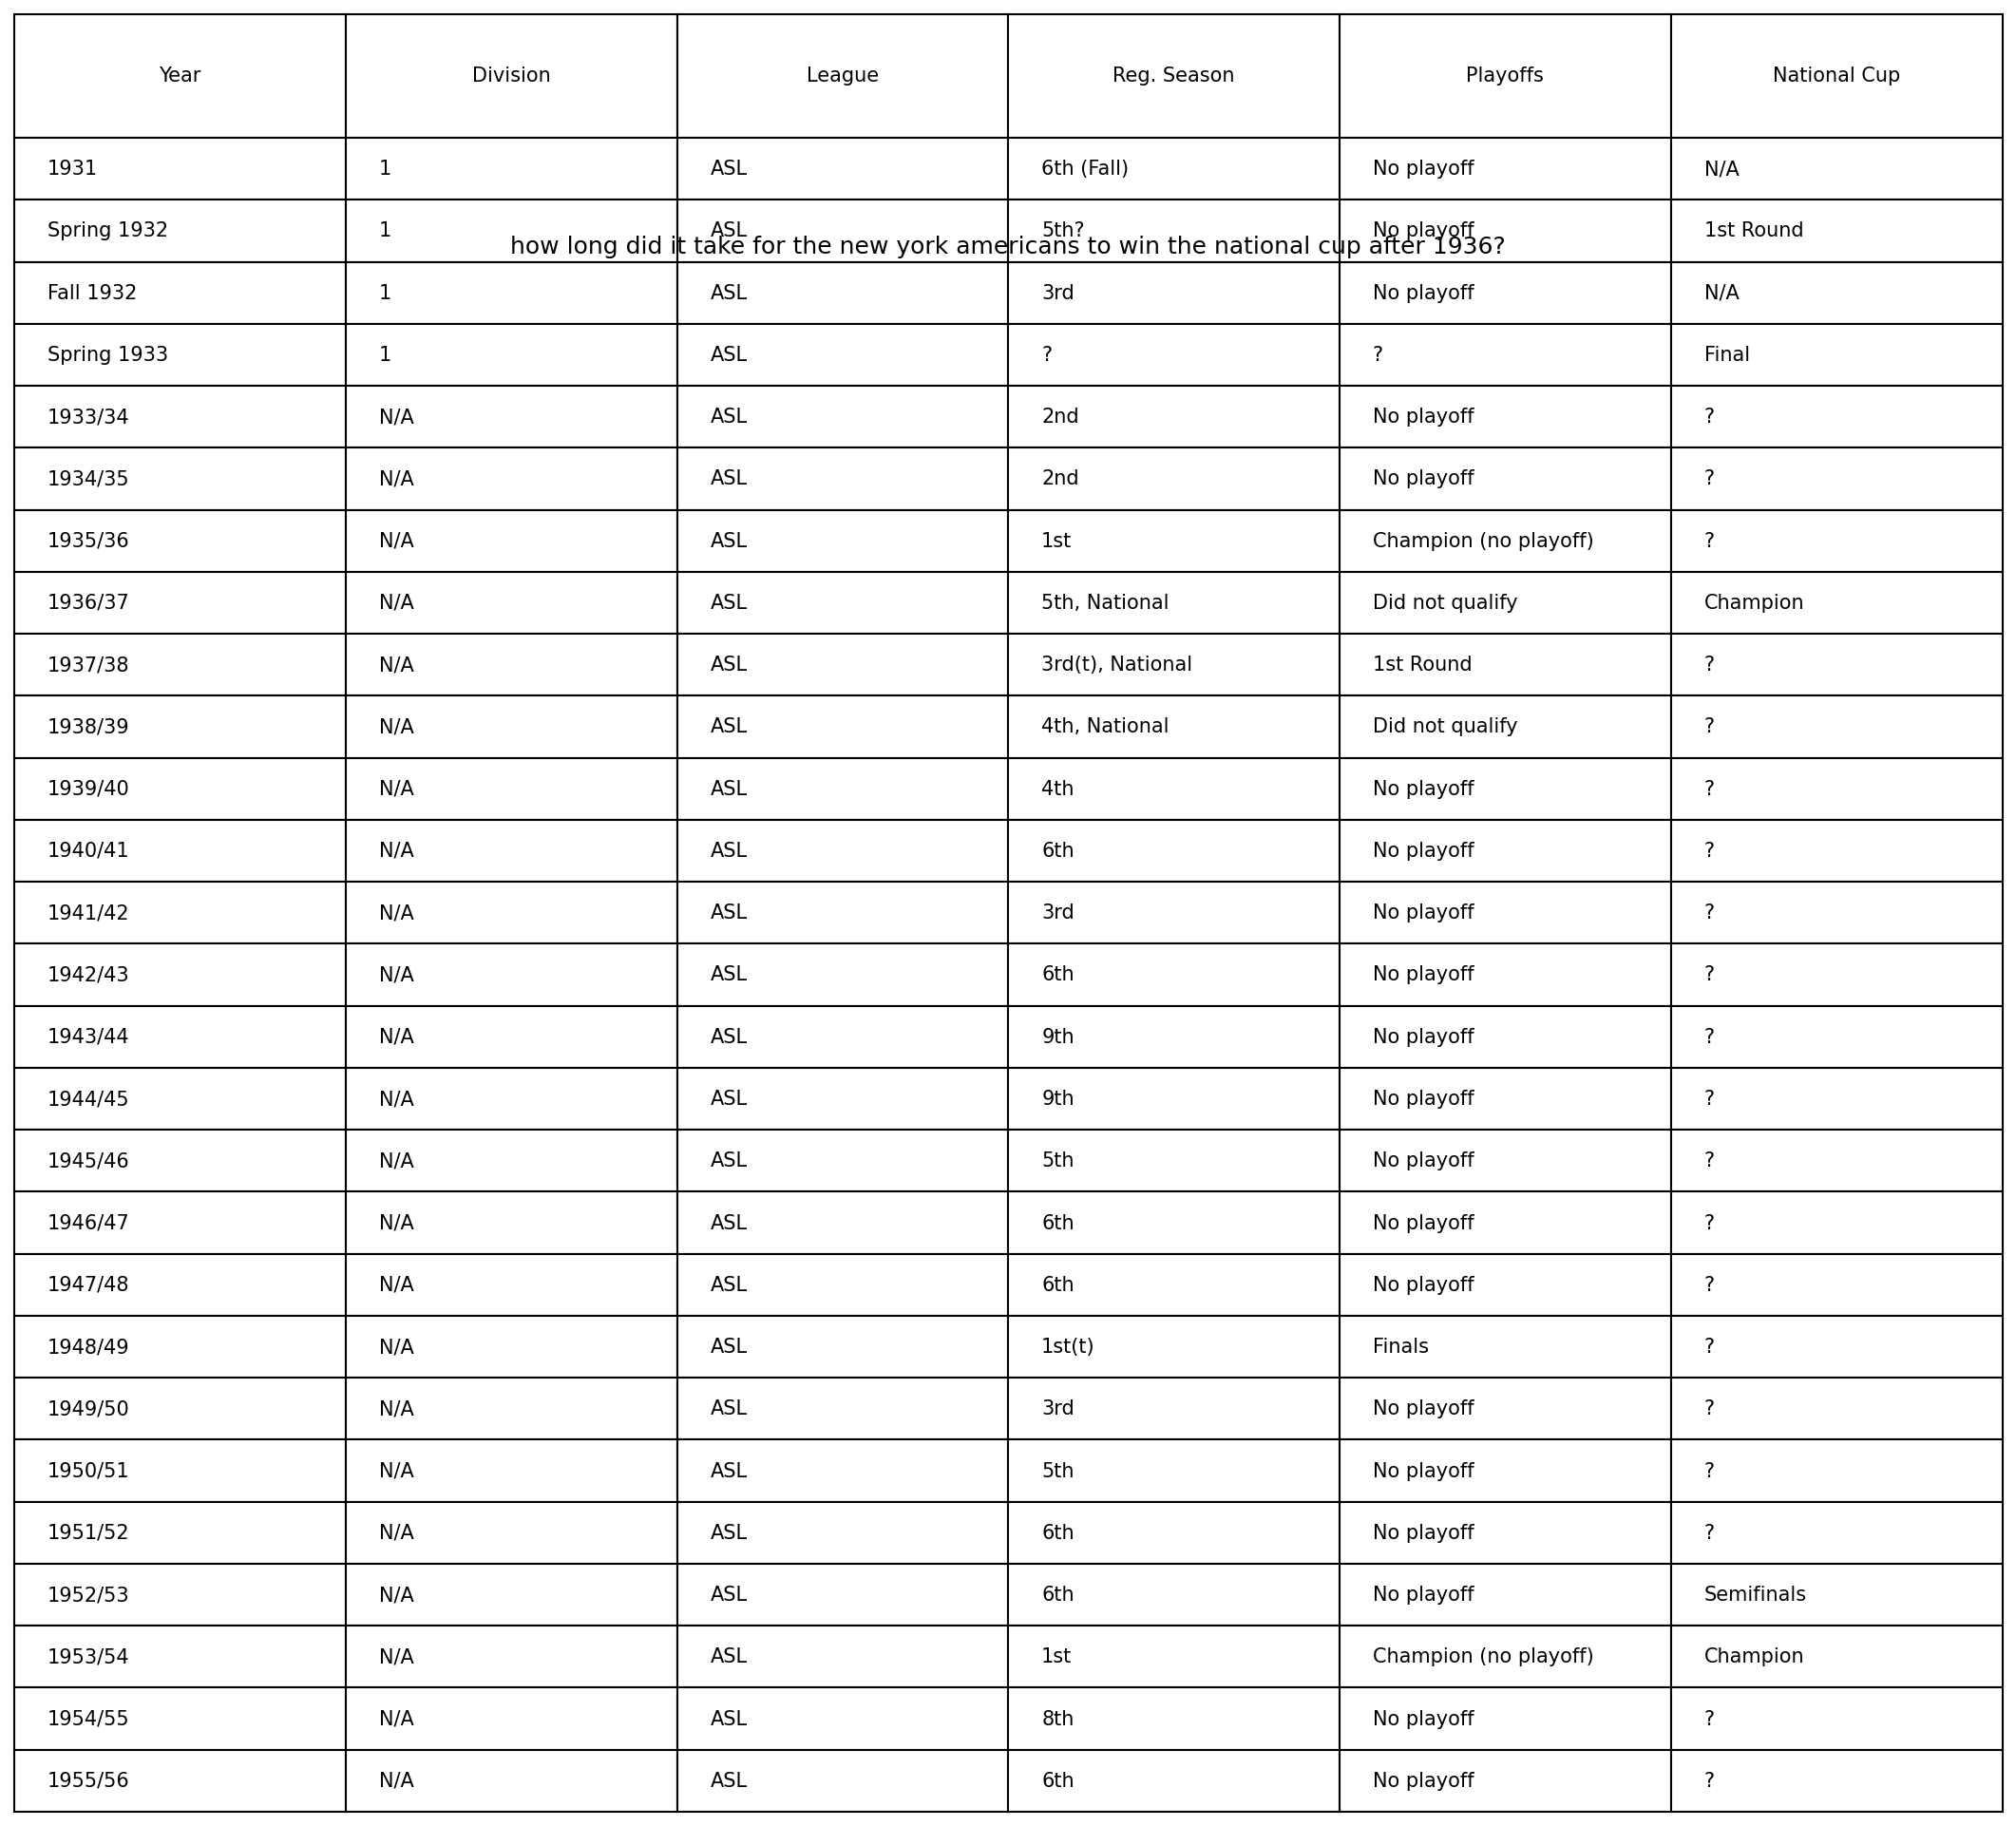 Year Division League Reg. Season Playoffs National Cup
1931 1 ASL 6th (Fall) No playoff N/A
Spring 1932 1 ASL 5th? No playoff 1st Round
how long did it take for the new york americans to win the national cup after 1936?
Fall 1932 1 ASL 3rd No playoff N/A
Spring 1933 1 ASL ? ? Final
1933/34 N/A ASL 2nd No playoff ?
1934/35 N/A ASL 2nd No playoff ?
1935/36 N/A ASL 1st Champion (no playoff) ?
1936/37 N/A ASL 5th, National Did not qualify Champion
1937/38 N/A ASL 3rd(t), National 1st Round ?
1938/39 N/A ASL 4th, National Did not qualify ?
1939/40 N/A ASL 4th No playoff ?
1940/41 N/A ASL 6th No playoff ?
1941/42 N/A ASL 3rd No playoff ?
1942/43 N/A ASL 6th No playoff ?
1943/44 N/A ASL 9th No playoff ?
1944/45 N/A ASL 9th No playoff ?
1945/46 N/A ASL 5th No playoff ?
1946/47 N/A ASL 6th No playoff ?
1947/48 N/A ASL 6th No playoff ?
1948/49 N/A ASL 1st(t) Finals ?
1949/50 N/A ASL 3rd No playoff ?
1950/51 N/A ASL 5th No playoff ?
1951/52 N/A ASL 6th No playoff ?
1952/53 N/A ASL 6th No playoff Semifinals
1953/54 N/A ASL 1st Champion (no playoff) Champion
1954/55 N/A ASL 8th No playoff ?
1955/56 N/A ASL 6th No playoff ?